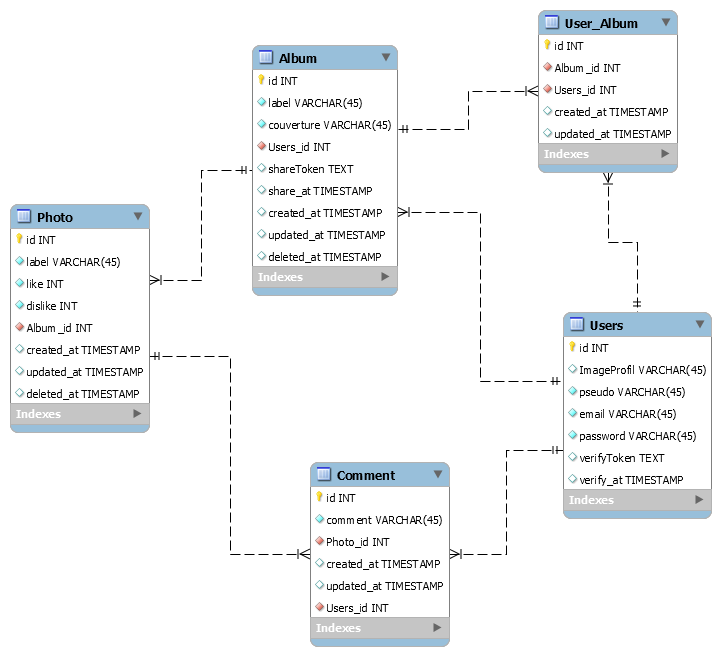 User_Album
id INT
Album_id INT
Users_id INT
created_at TIMESTAMP
updated_at TIMESTAMP
Indexes
Album
id INT
label VARCHAR(45)
couverture VARCHAR(45)
Users_id INT
shareToken TEXT
share_at TIMESTAMP
created_at TIMESTAMP
updated_at TIMESTAMP
deleted_at TIMESTAMP
Indexes
Photo
id INT
label VARCHAR(45)
like INT
dislike INT
Album_id INT
created_at TIMESTAMP
updated_at TIMESTAMP
deleted_at TIMESTAMP
Indexes
Users
id INT
ImageProfil VARCHAR(45)
pseudo VARCHAR(45)
email VARCHAR(45)
password VARCHAR(45)
verifyToken TEXT
verify_at TIMESTAMP
Indexes
Comment
id INT
comment VARCHAR(45)
Photo_id INT
created_at TIMESTAMP
updated_at TIMESTAMP
Users_id INT
Indexes